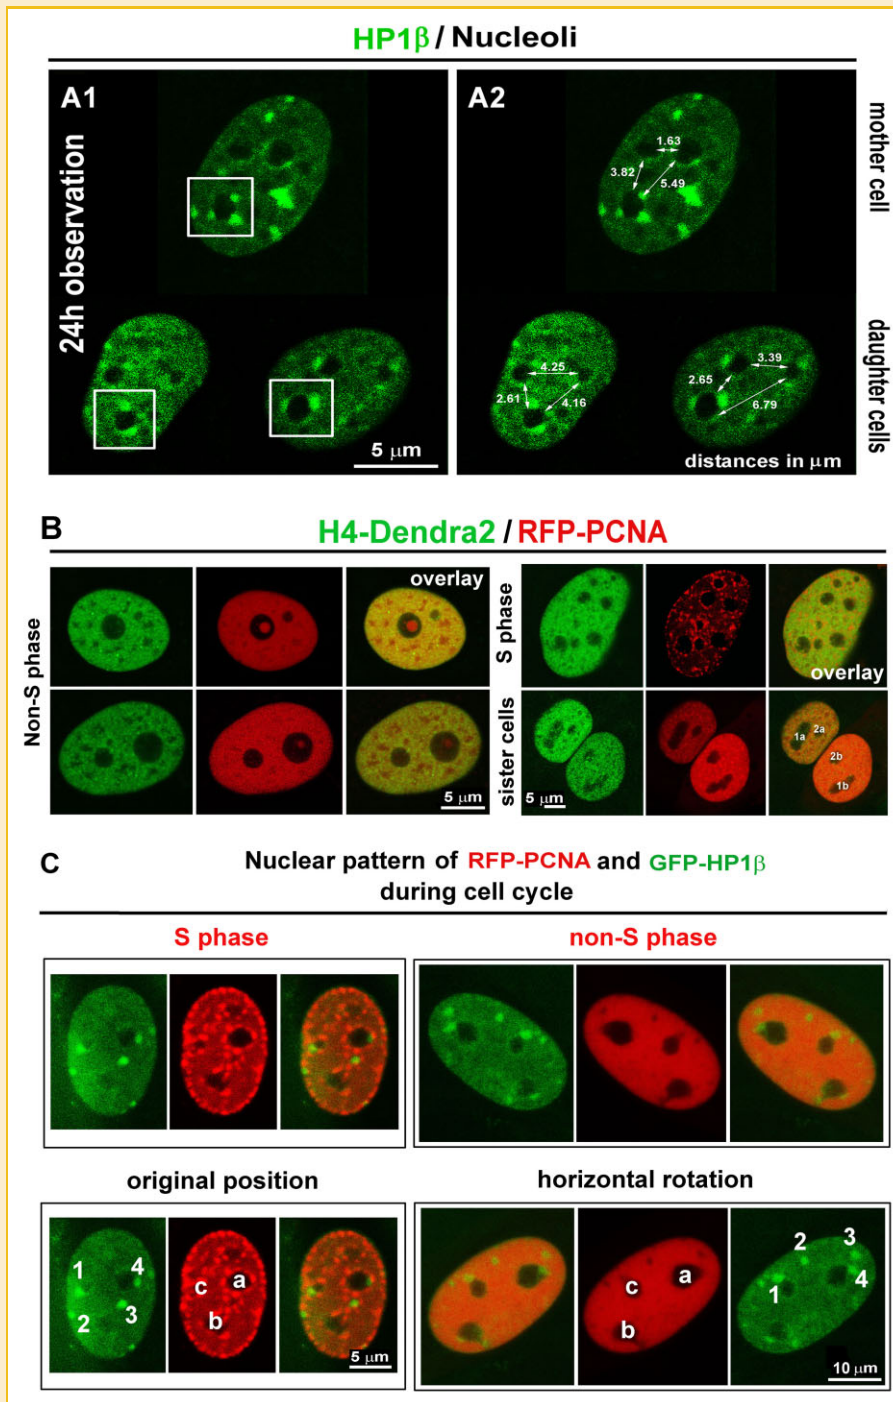 HP1β / Nucleoli
A1
A2
24h observation
mother cell
1.63
3.82
5.49
daughter cells
4.25
2.61
4.16
3.39
2.65
6.79
5 μm
distances in μm
B
H4-Dendra2 / RFP-PCNA
Non-S phase
overlay
S phase
overlay
sister cells
5 μm
5 μm
1a
2a
2b
1b
C
Nuclear pattern of RFP-PCNA and GFP-HP1β
during cell cycle
S phase
non-S phase
original position
horizontal rotation
1
2
3
4
a
b
c
5 μm
a
b
c
1
2
3
4
10 μm